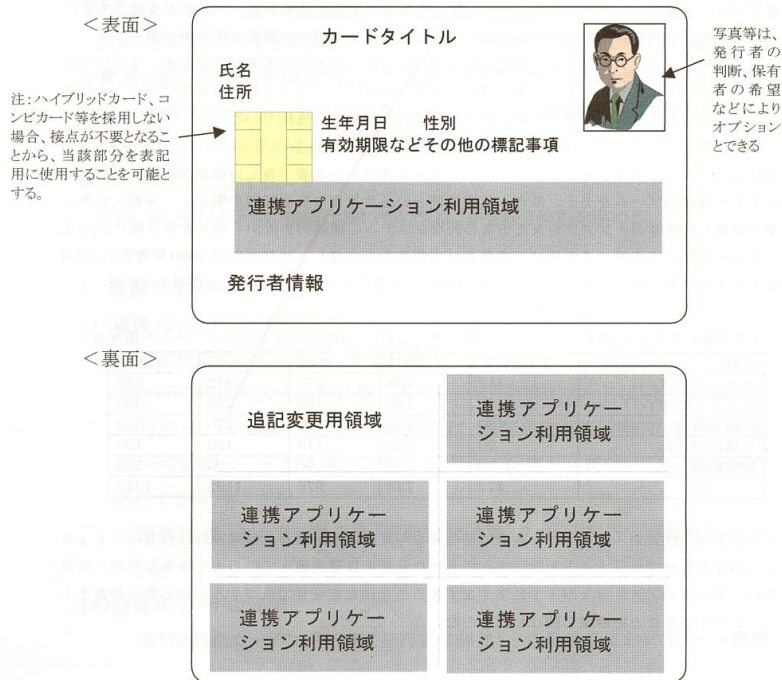 <表面>
カードタイトル
氏名
住所
生年月日 性別
有効期限などその他の標記事項
連携アプリケーション利用領域
発行者情報
写真等は、
発行者の
判断、保有
者の希望
などにより
オプション
とできる
注:ハイブリッドカード、コ
ンビカード等を採用しない
場合、接点が不要となるこ
とから、当該部分を表記
用に使用することを可能と
する。
<裏面>
追記変更用領域
連携アプリケー
ション利用領域
連携アプリケー
ション利用領域
連携アプリケー
ション利用領域
連携アプリケー
ション利用領域
連携アプリケー
ション利用領域